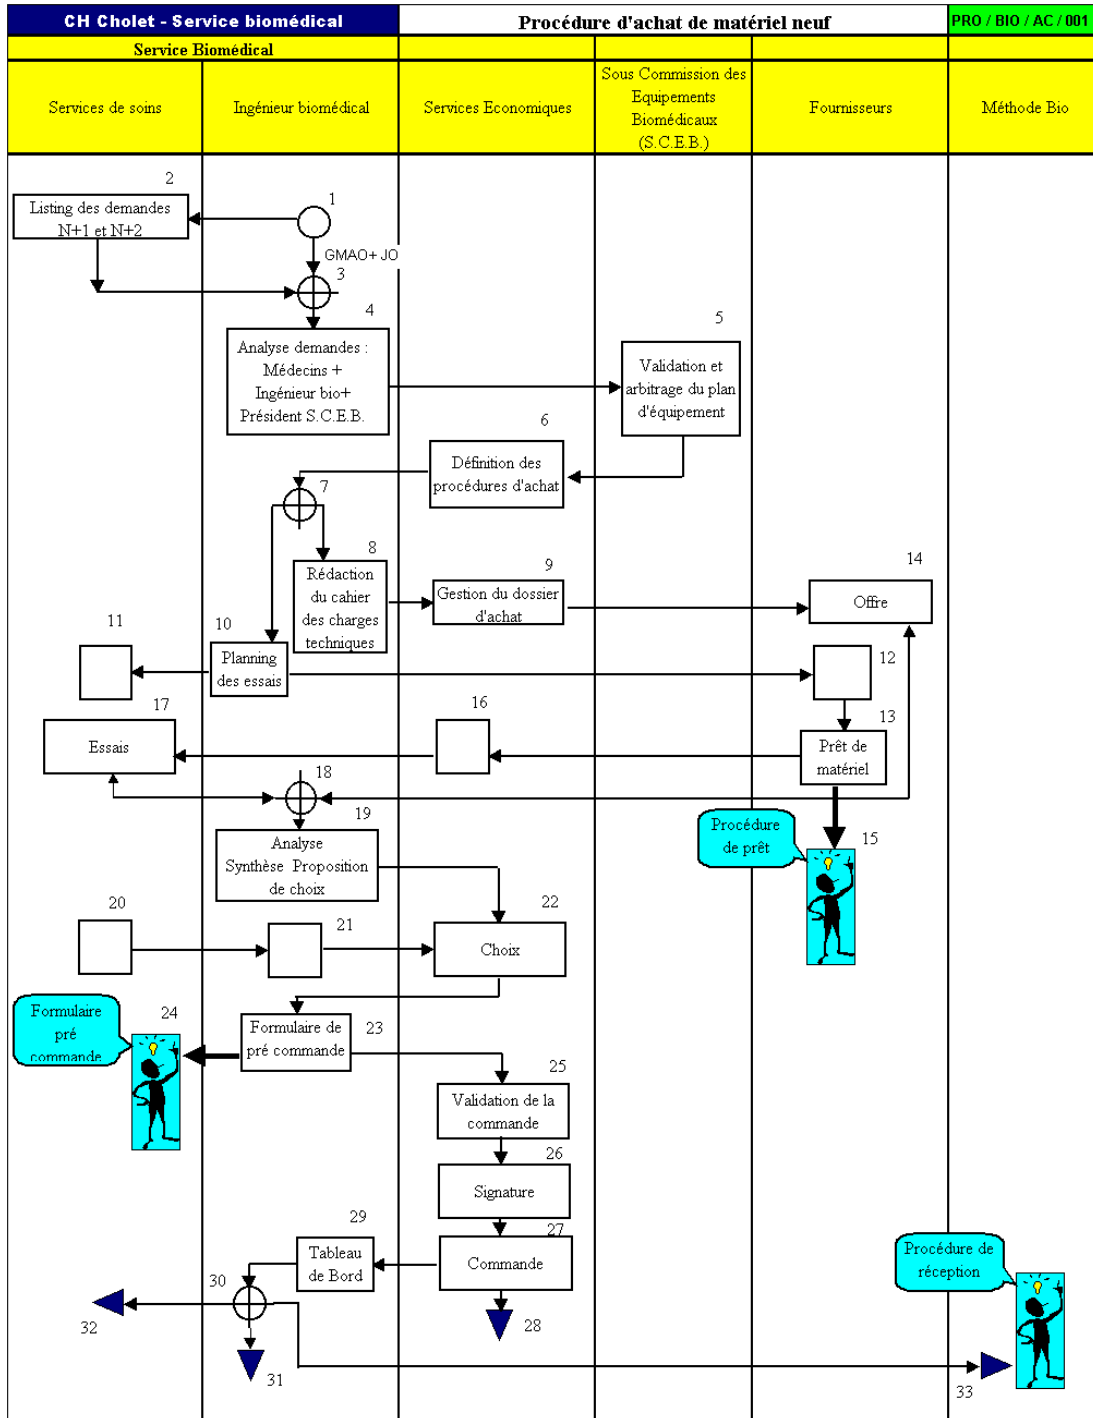 CH Cholet - Service biomédical
Procédure d'achat de matériel neuf
PRO / BIO / AC / 001
Service Biomédical
Services de soins
Ingénieur biomédical
Services Economiques
Sous Commission des
Equipements
Biomédicaux
(S.C.E.B.)
Fournisseurs
Méthode Bio
2
Listing des demandes
N+1 et N+2
1
GMAO+ JO
3
4
Analyse demandes :
Médecins +
Ingénieur bio+
Président S.C.E.B.
5
Validation et
arbitrage du plan
d'équipement
6
Définition des
procédures d'achat
7
8
Rédaction
du cahier
des charges
techniques
9
Gestion du dossier
d'achat
14
Offre
11
10
Planning
des essais
12
17
Essais
16
13
Prêt de
matériel
18
19
Analyse
Synthèse Proposition
de choix
Procédure
de prêt
15
20
21
22
Choix
Formulaire
pré
commande
24
Formulaire de
pré commande
23
25
Validation de la
commande
26
Signature
27
Commande
29
Tableau
de Bord
Procédure de
réception
30
32
28
31
33